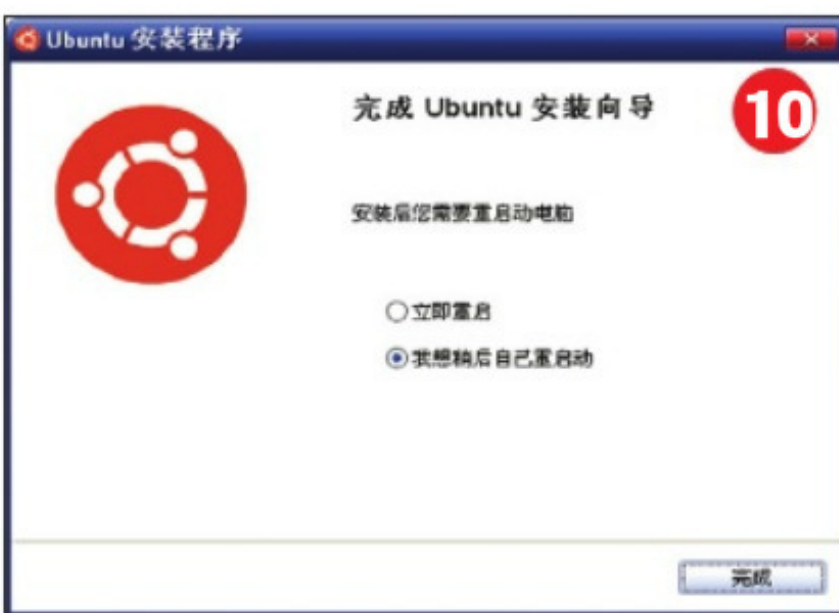 Ubuntu 安装程序
完成 Ubuntu 安装向导
10
安装后您需要重启动电脑
立即重启
我想稍后自己重启动
完成